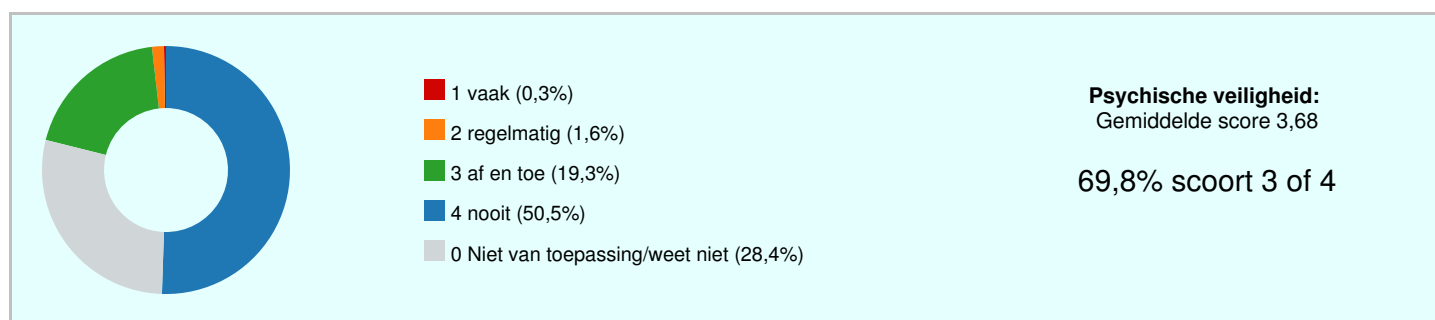 1 vaak (0,3%)
2 regelmatig (1,6%)
3 af en toe (19,3%)
4 nooit (50,5%)
0 Niet van toepassing/weet niet (28,4%)
Psychische veiligheid:
Gemiddelde score 3,68
69,8% scoort 3 of 4